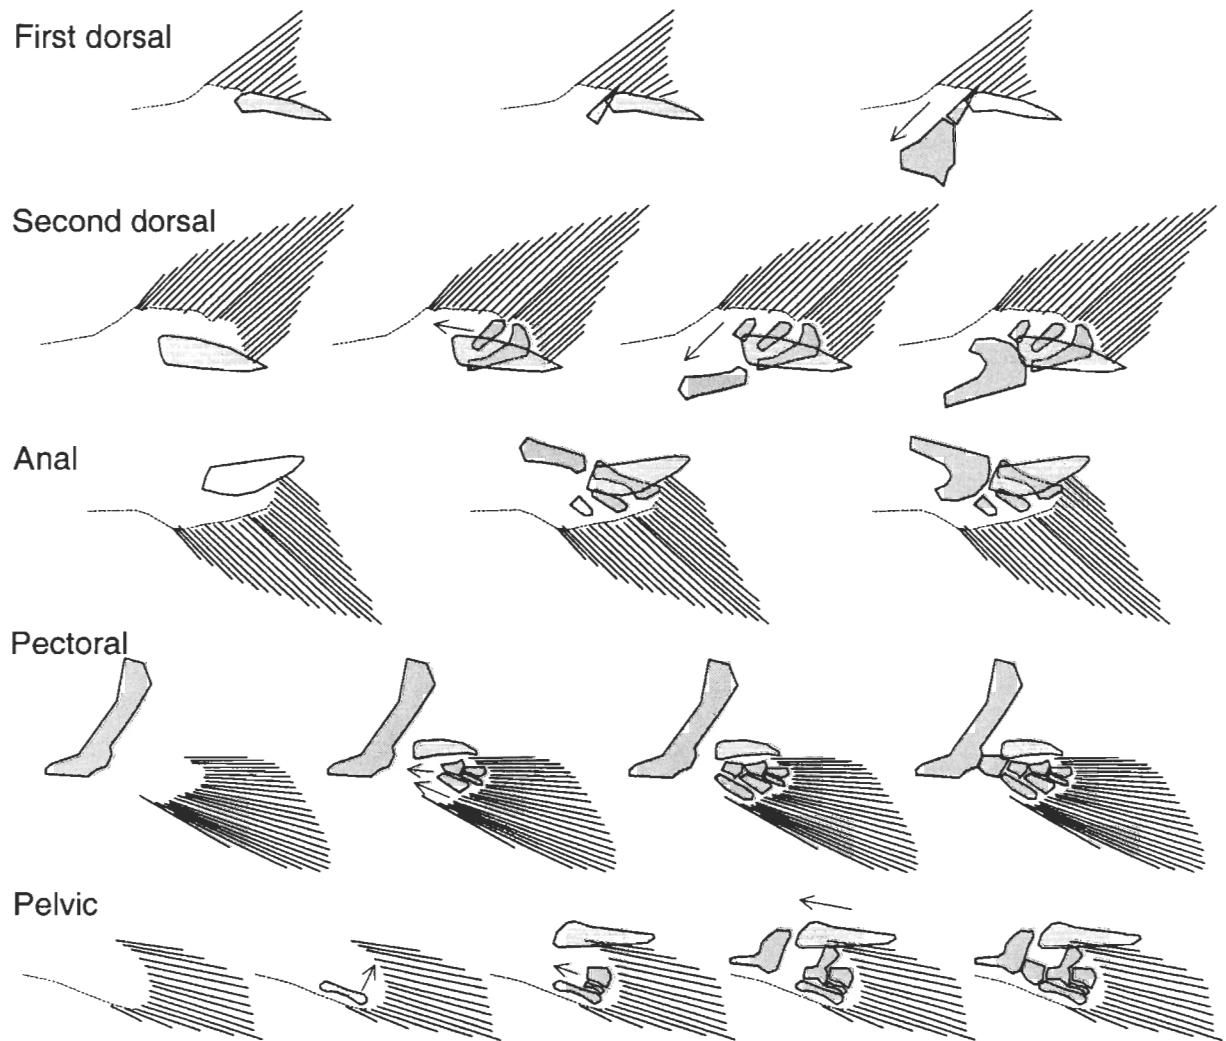 First dorsal
Second dorsal
Anal
Pectoral
Pelvic